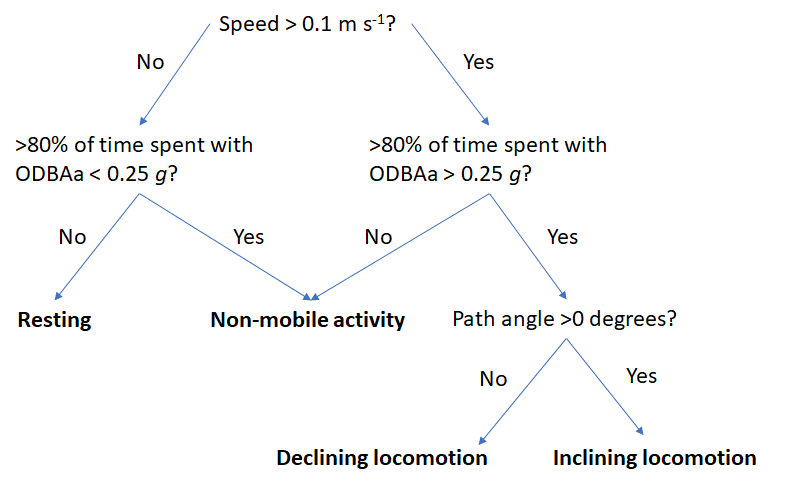 Speed > 0.1 m s⁻¹?
No
Yes
>80% of time spent with
ODBAa < 0.25 g?
>80% of time spent with
ODBAa > 0.25 g?
No
Yes
No
Yes
Resting
Non-mobile activity
Path angle >0 degrees?
No
Yes
Declining locomotion
Inclining locomotion